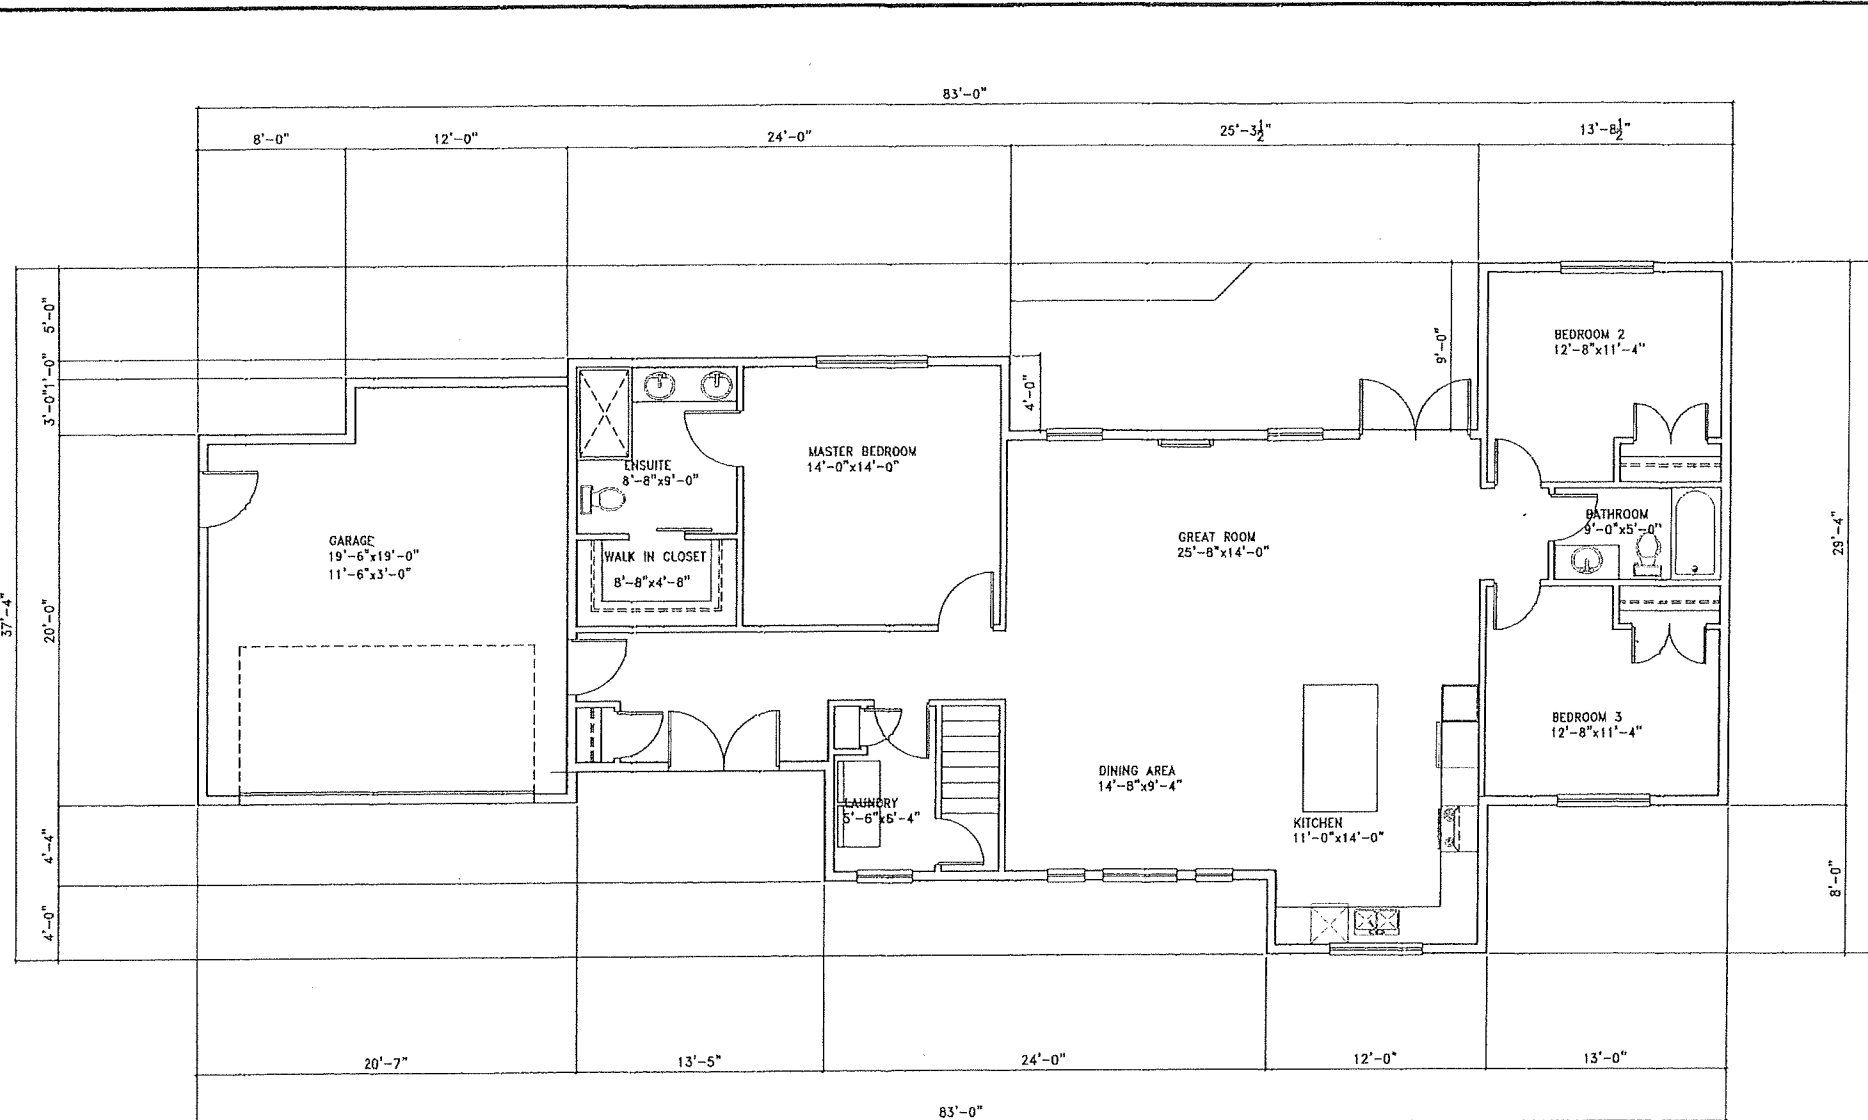 83'-0"
8'-0" 12'-0" 24'-0" 25'-3½" 13'-8½"
5'-0"
1'-0"
3'-0"
20'-0"
37'-4"
4'-4"
4'-0"
9'-0"
4'-0"
BEDROOM 2
12'-8"x11'-4"
MASTER BEDROOM
14'-0"x14'-0"
ENSUITE
8'-8"x9'-0"
GARAGE
19'-6"x19'-0"
11'-6"x3'-0"
WALK IN CLOSET
8'-8"x4'-8"
GREAT ROOM
25'-8"x14'-0"
BATHROOM
9'-0"x5'-0"
29'-4"
BEDROOM 3
12'-8"x11'-4"
DINING AREA
14'-8"x9'-4"
LAUNDRY
5'-6"x6'-4"
KITCHEN
11'-0"x14'-0"
8'-0"
20'-7" 13'-5" 24'-0" 12'-0" 13'-0"
83'-0"